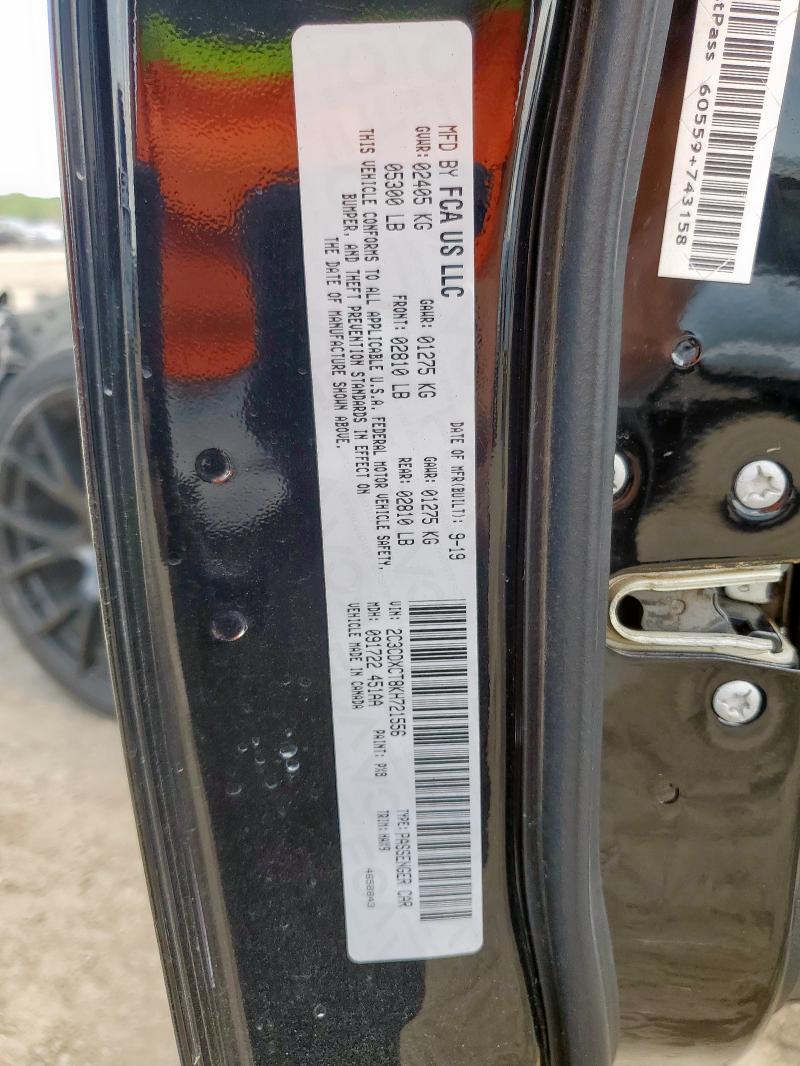 MFD BY FCA US LLC
DATE OF MFR(BUILT): 9-19
GVWR: 02405 KG
GAWR: 01275 KG
GAWR: 01275 KG
05300 LB
FRONT: 02810 LB
REAR: 02810 LB
THIS VEHICLE CONFORMS TO ALL APPLICABLE U.S.A. FEDERAL MOTOR VEHICLE SAFETY,
BUMPER, AND THEFT PREVENTION STANDARDS IN EFFECT ON
THE DATE OF MANUFACTURE SHOWN ABOVE.
VIN: 2C3CDXCT8KH721556
TYPE: PASSENGER CAR
MDH: 091722 451AA
PAINT: PX8
TRIM: HAX9
VEHICLE MADE IN CANADA
4658843
tPass 60559+743158